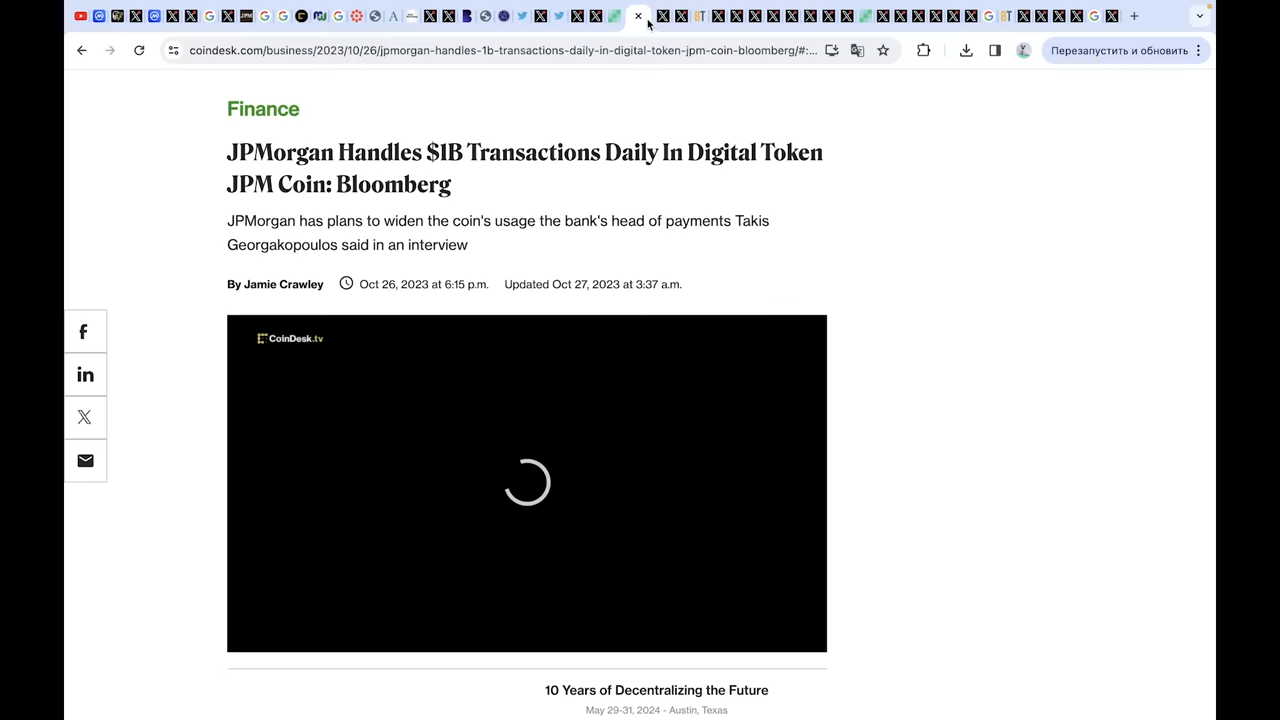 coindesk.com/business/2023/10/26/jpmorgan-handles-1b-transactions-daily-in-digital-token-jpm-coin-bloomberg/#:...
Перезапустить и обновить
Finance
JPMorgan Handles $1B Transactions Daily In Digital Token
JPM Coin: Bloomberg
JPMorgan has plans to widen the coin's usage the bank's head of payments Takis
Georgakopoulos said in an interview
By Jamie Crawley Oct 26, 2023 at 6:15 p.m. Updated Oct 27, 2023 at 3:37 a.m.
CoinDesk.tv
10 Years of Decentralizing the Future
May 29-31, 2024 - Austin, Texas